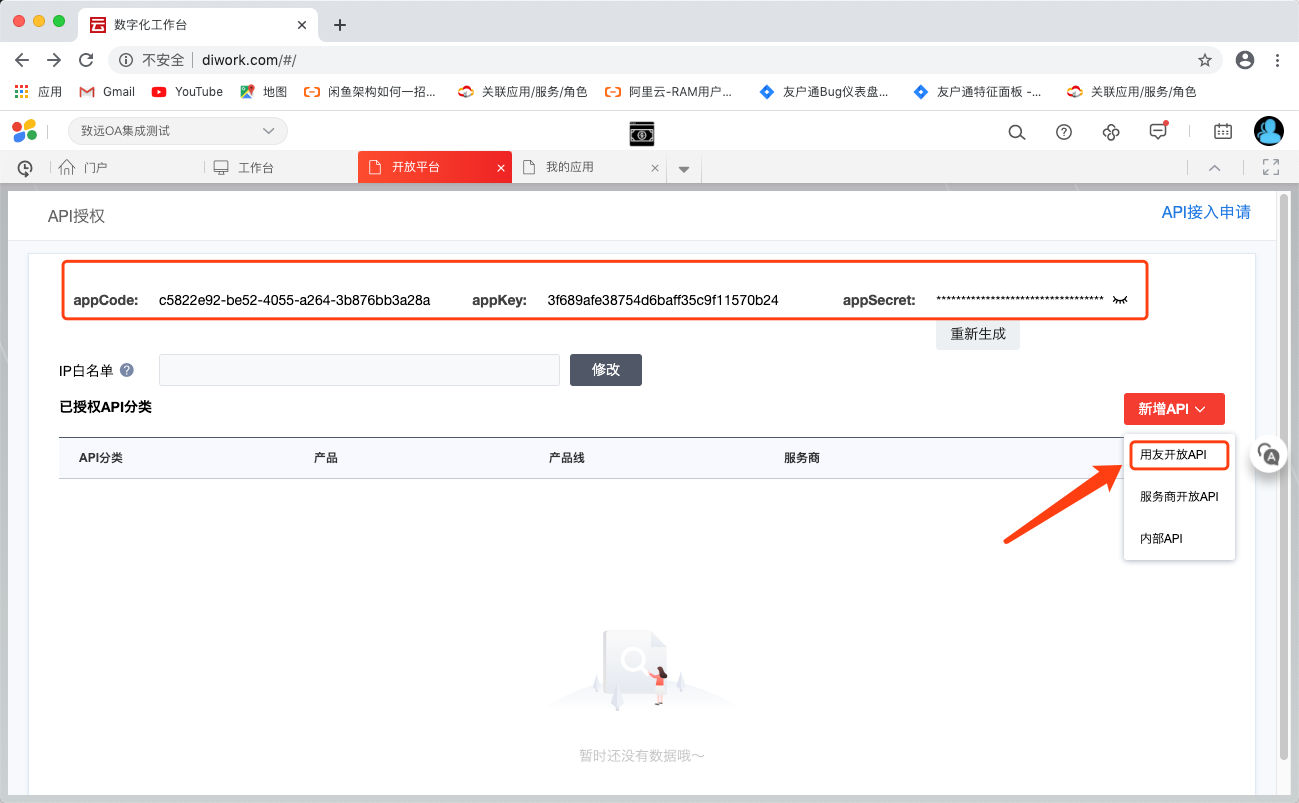 数字化工作台
不安全 diwork.com/#/
应用 Gmail YouTube 地图 闲鱼架构如何一招... 关联应用/服务/角色 阿里云-RAM用户... 友户通Bug仪表盘... 友户通特征面板 -... 关联应用/服务/角色
致远OA集成测试
门户 工作台 开放平台 我的应用
API授权 API接入申请
appCode: c5822e92-be52-4055-a264-3b876bb3a28a appKey: 3f689afe38754d6baff35c9f11570b24 appSecret: **********************************
重新生成
IP白名单 修改
已授权API分类 新增API
API分类 产品 产品线 服务商
用友开放API
服务商开放API
内部API
暂时还没有数据哦～